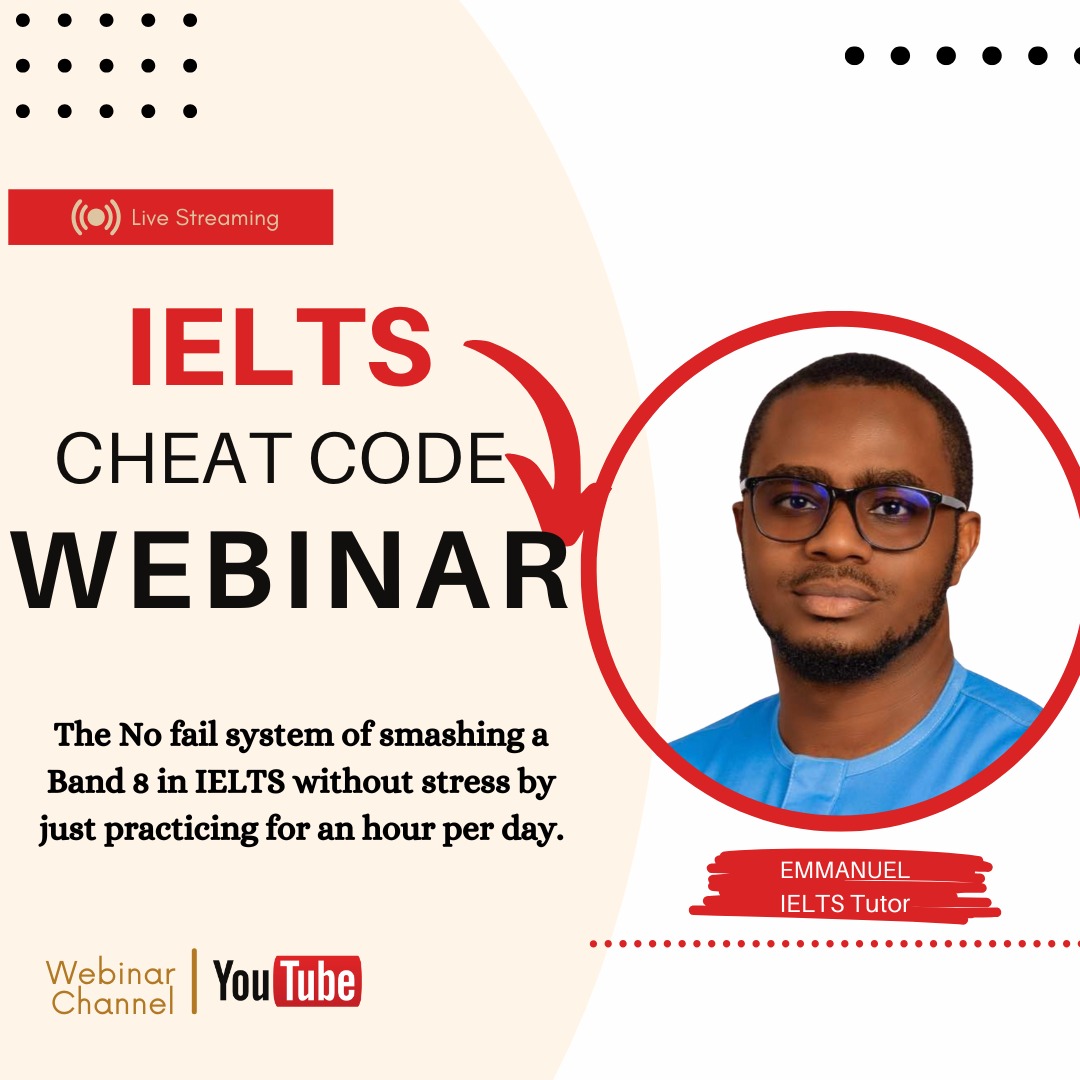 Live Streaming
IELTS
CHEAT CODE
WEBINAR
The No fail system of smashing a
Band 8 in IELTS without stress by
just practicing for an hour per day.
EMMANUEL
IELTS Tutor
Webinar
Channel
YouTube